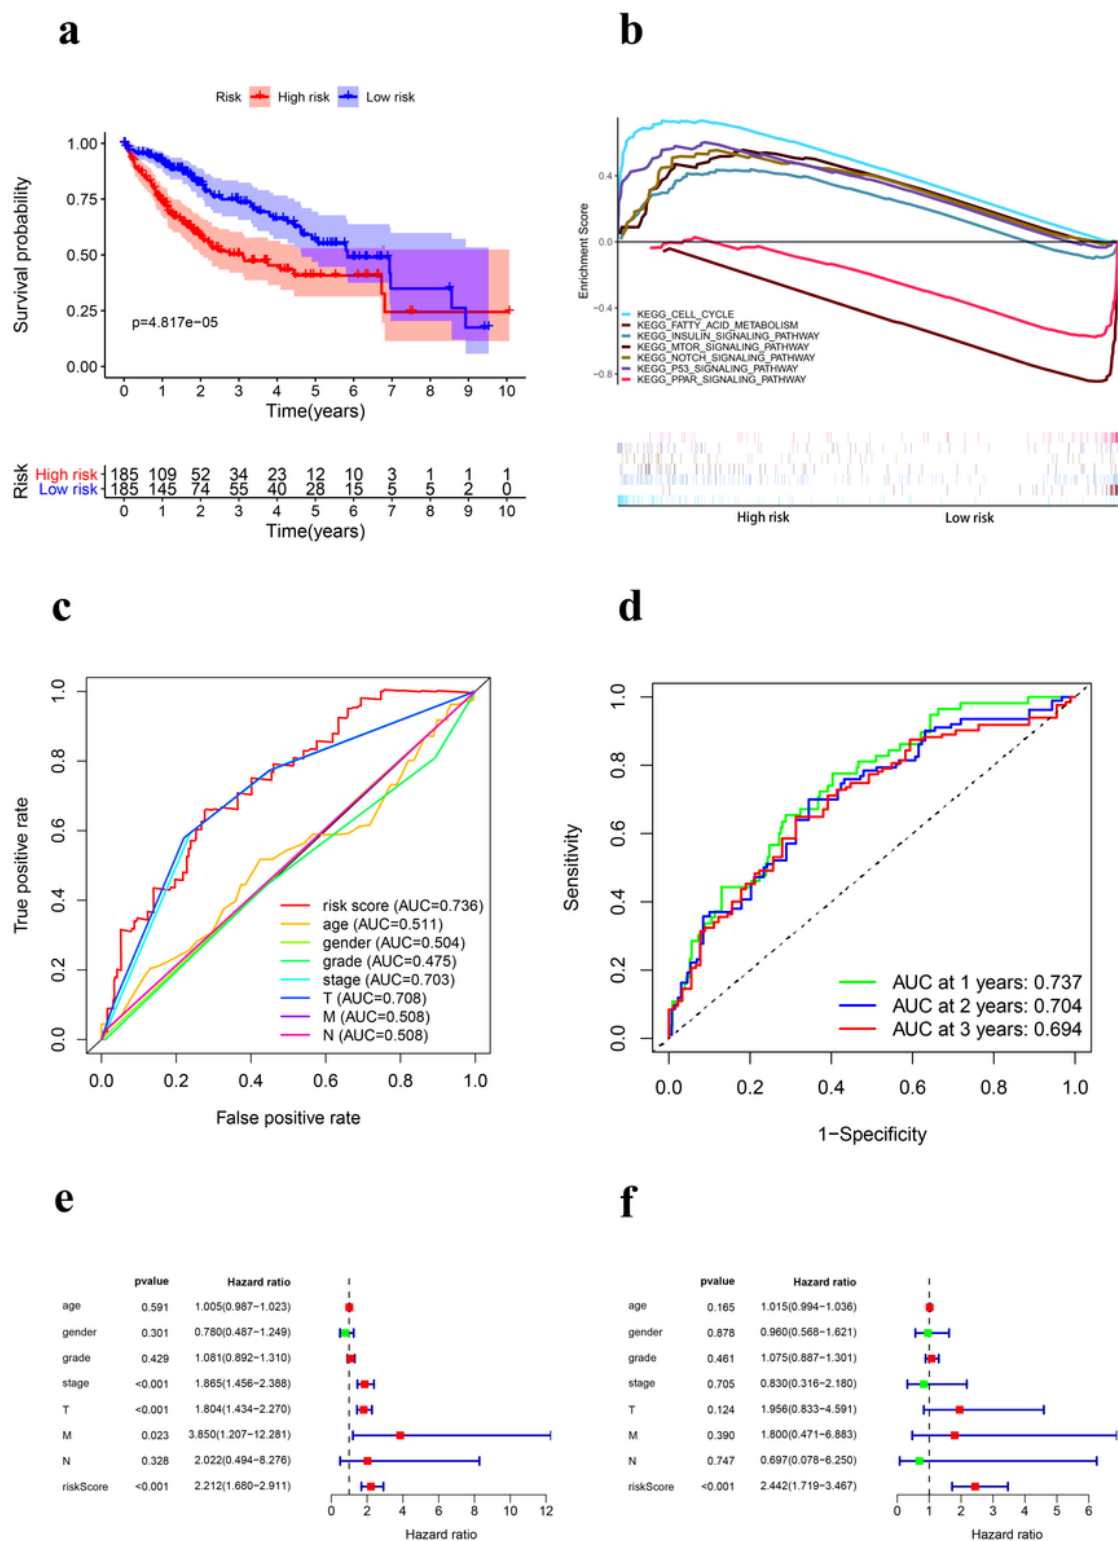 a
Risk High risk Low risk
Survival probability
1.00
0.75
0.50
0.25
0.00
p=4.817e−05
0 1 2 3 4 5 6 7 8 9 10
Time(years)
Risk
High risk 185 109 52 34 23 12 10 3 1 1 1
Low risk 185 145 74 55 40 28 15 5 5 2 0
0 1 2 3 4 5 6 7 8 9 10
Time(years)
b
Enrichment Score
0.4
0.0
−0.4
−0.8
KEGG_CELL_CYCLE
KEGG_FATTY_ACID_METABOLISM
KEGG_INSULIN_SIGNALING_PATHWAY
KEGG_MTOR_SIGNALING_PATHWAY
KEGG_NOTCH_SIGNALING_PATHWAY
KEGG_P53_SIGNALING_PATHWAY
KEGG_PPAR_SIGNALING_PATHWAY
High risk Low risk
c
True positive rate
1.0
0.8
0.6
0.4
0.2
0.0
risk score (AUC=0.736)
age (AUC=0.511)
gender (AUC=0.504)
grade (AUC=0.475)
stage (AUC=0.703)
T (AUC=0.708)
M (AUC=0.508)
N (AUC=0.508)
0.0 0.2 0.4 0.6 0.8 1.0
False positive rate
d
Sensitivity
1.0
0.8
0.6
0.4
0.2
0.0
AUC at 1 years: 0.737
AUC at 2 years: 0.704
AUC at 3 years: 0.694
0.0 0.2 0.4 0.6 0.8 1.0
1−Specificity
e
pvalue Hazard ratio
age 0.591 1.005(0.987−1.023)
gender 0.301 0.780(0.487−1.249)
grade 0.429 1.081(0.892−1.310)
stage <0.001 1.865(1.456−2.388)
T <0.001 1.804(1.434−2.270)
M 0.023 3.850(1.207−12.281)
N 0.328 2.022(0.494−8.276)
riskScore <0.001 2.212(1.680−2.911)
0 2 4 6 8 10 12
Hazard ratio
f
pvalue Hazard ratio
age 0.165 1.015(0.994−1.036)
gender 0.878 0.960(0.568−1.621)
grade 0.461 1.075(0.887−1.301)
stage 0.705 0.830(0.316−2.180)
T 0.124 1.956(0.833−4.591)
M 0.390 1.800(0.471−6.883)
N 0.747 0.697(0.078−6.250)
riskScore <0.001 2.442(1.719−3.467)
0 1 2 3 4 5 6
Hazard ratio